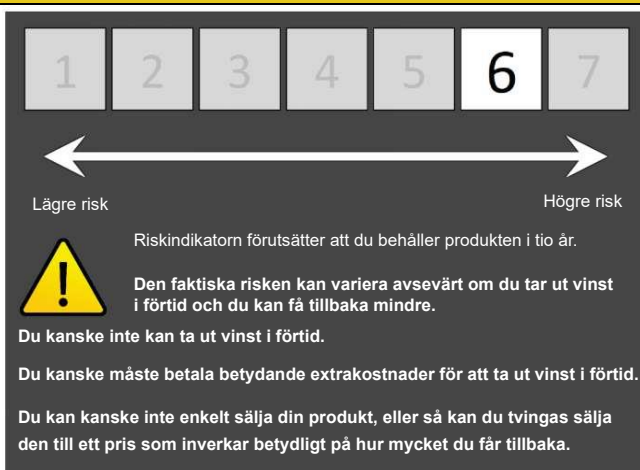 1 2 3 4 5 6 7
Lägre risk Högre risk
Riskindikatorn förutsätter att du behåller produkten i tio år.
Den faktiska risken kan variera avsevärt om du tar ut vinst
i förtid och du kan få tillbaka mindre.
Du kanske inte kan ta ut vinst i förtid.
Du kanske måste betala betydande extrakostnader för att ta ut vinst i förtid.
Du kan kanske inte enkelt sälja din produkt, eller så kan du tvingas sälja
den till ett pris som inverkar betydligt på hur mycket du får tillbaka.